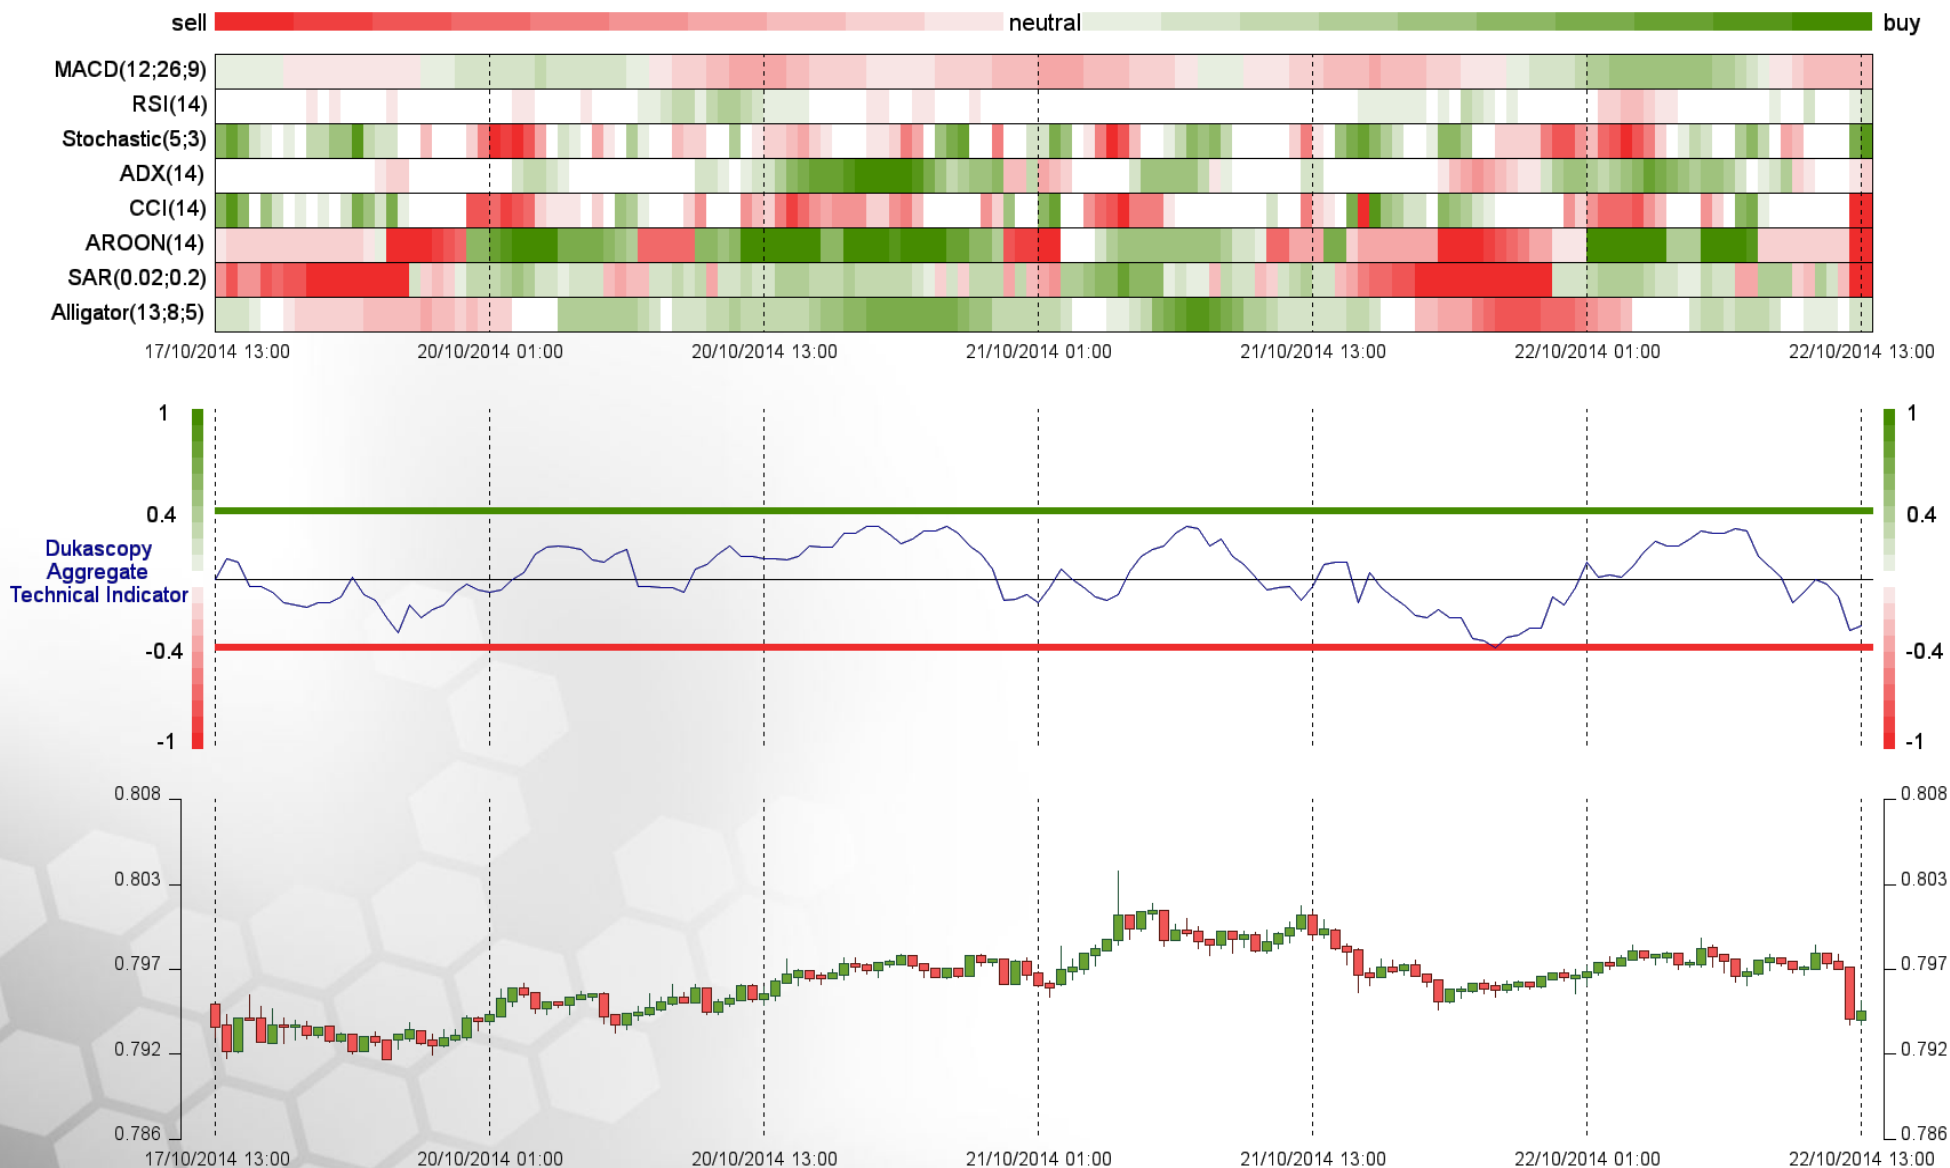 sell neutral buy
MACD(12;26;9)
RSI(14)
Stochastic(5;3)
ADX(14)
CCI(14)
AROON(14)
SAR(0.02;0.2)
Alligator(13;8;5)
17/10/2014 13:00 20/10/2014 01:00 20/10/2014 13:00 21/10/2014 01:00 21/10/2014 13:00 22/10/2014 01:00 22/10/2014 13:00
1 1
0.4 0.4
Dukascopy
Aggregate
Technical Indicator
-0.4 -0.4
-1 -1
0.808 0.808
0.803 0.803
0.797 0.797
0.792 0.792
0.786 0.786
17/10/2014 13:00 20/10/2014 01:00 20/10/2014 13:00 21/10/2014 01:00 21/10/2014 13:00 22/10/2014 01:00 22/10/2014 13:00